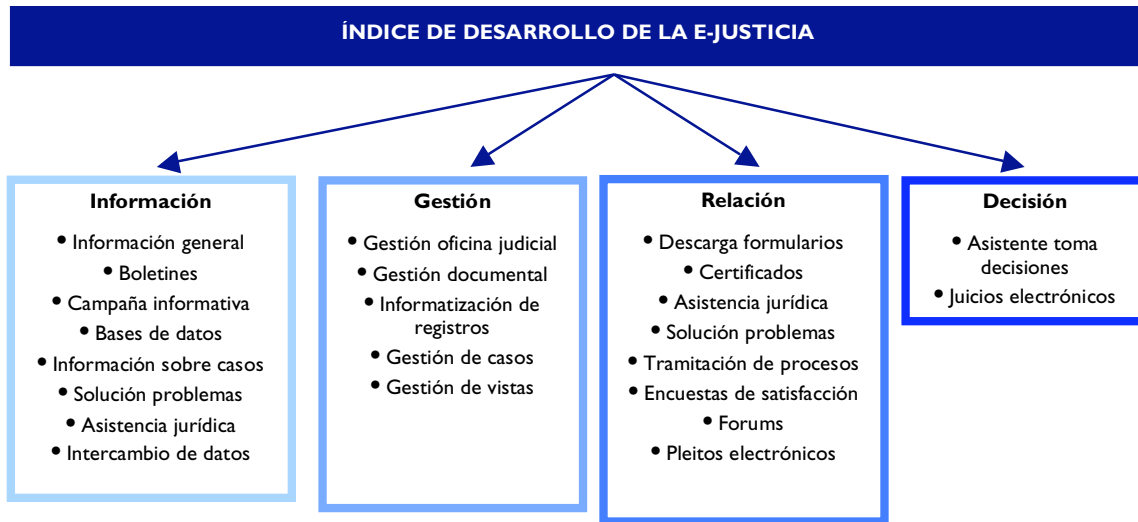 ÍNDICE DE DESARROLLO DE LA E-JUSTICIA
Información
• Información general
• Boletines
• Campaña informativa
• Bases de datos
• Información sobre casos
• Solución problemas
• Asistencia jurídica
• Intercambio de datos
Gestión
• Gestión oficina judicial
• Gestión documental
• Informatización de
registros
• Gestión de casos
• Gestión de vistas
Relación
• Descarga formularios
• Certificados
• Asistencia jurídica
• Solución problemas
• Tramitación de procesos
• Encuestas de satisfacción
• Forums
• Pleitos electrónicos
Decisión
• Asistente toma
decisiones
• Juicios electrónicos